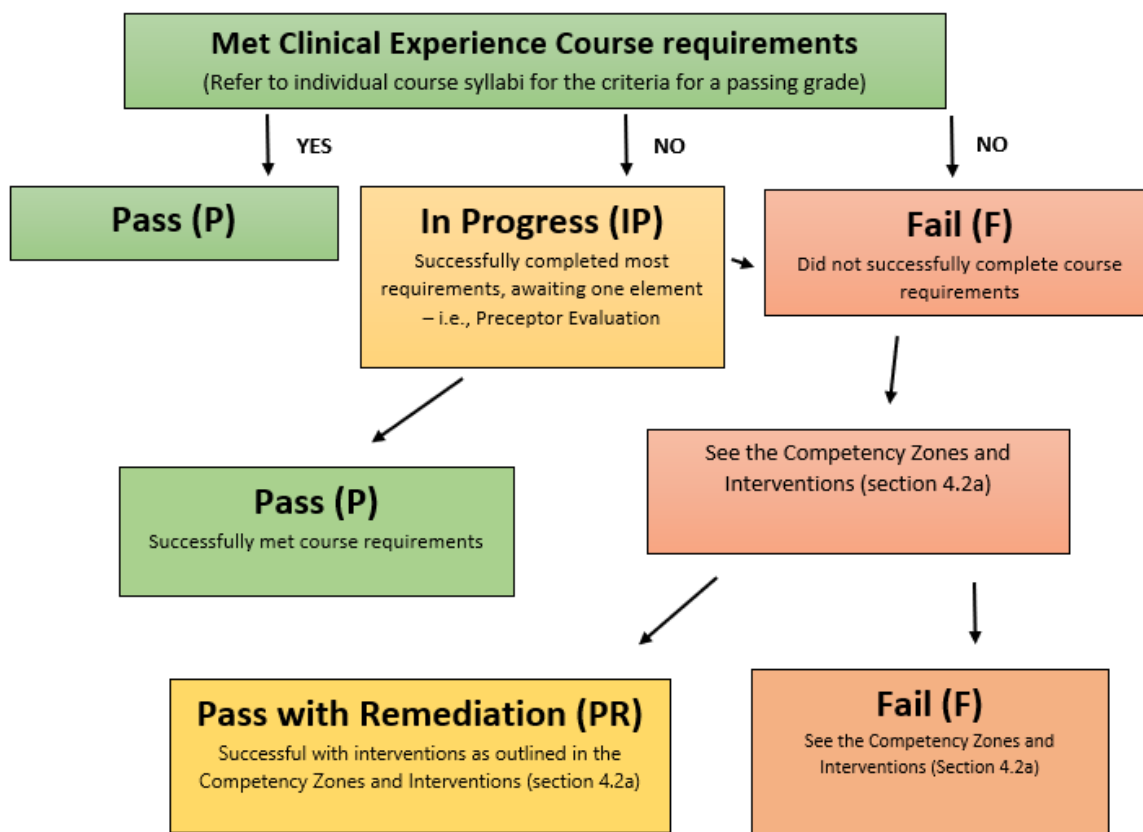 Met Clinical Experience Course requirements
(Refer to individual course syllabi for the criteria for a passing grade)
YES
NO
NO
Pass (P)
In Progress (IP)
Successfully completed most
requirements, awaiting one element
– i.e., Preceptor Evaluation
Fail (F)
Did not successfully complete course
requirements
See the Competency Zones and
Interventions (section 4.2a)
Pass (P)
Successfully met course requirements
Pass with Remediation (PR)
Successful with interventions as outlined in the
Competency Zones and Interventions (section 4.2a)
Fail (F)
See the Competency Zones and
Interventions (Section 4.2a)